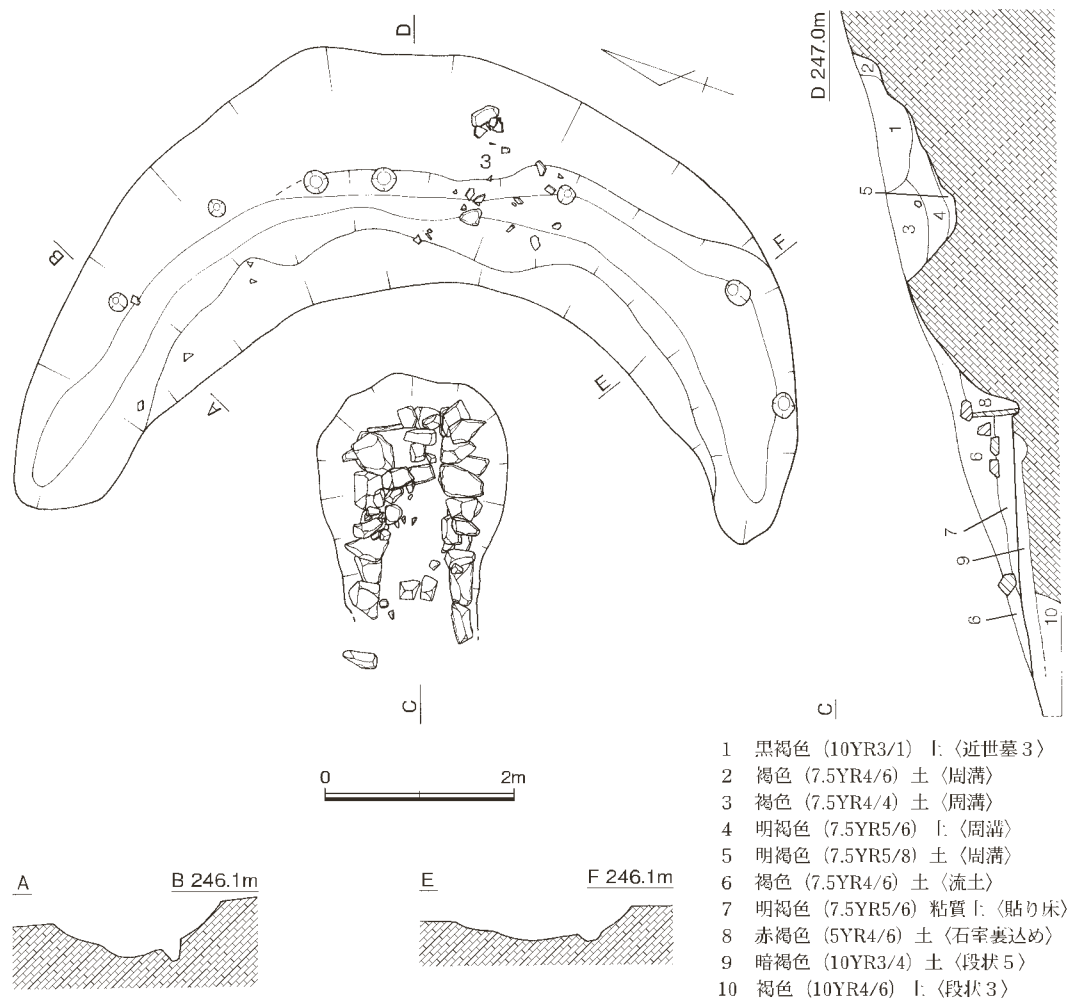 D
D 247.0m
2
1
3
5
4
3
B
F
A
E
8
6
7
9
6
10
C
C
0 2m
A B 246.1m
E F 246.1m
1 黒褐色（10YR3/1）土〈近世墓3〉
2 褐色（7.5YR4/6）土〈周溝〉
3 褐色（7.5YR4/4）土〈周溝〉
4 明褐色（7.5YR5/6）土〈周溝〉
5 明褐色（7.5YR5/8）土〈周溝〉
6 褐色（7.5YR4/6）土〈流土〉
7 明褐色（7.5YR5/6）粘質土〈貼り床〉
8 赤褐色（5YR4/6）土〈石室裏込め〉
9 暗褐色（10YR3/4）土〈段状5〉
10 褐色（10YR4/6）土〈段状3〉